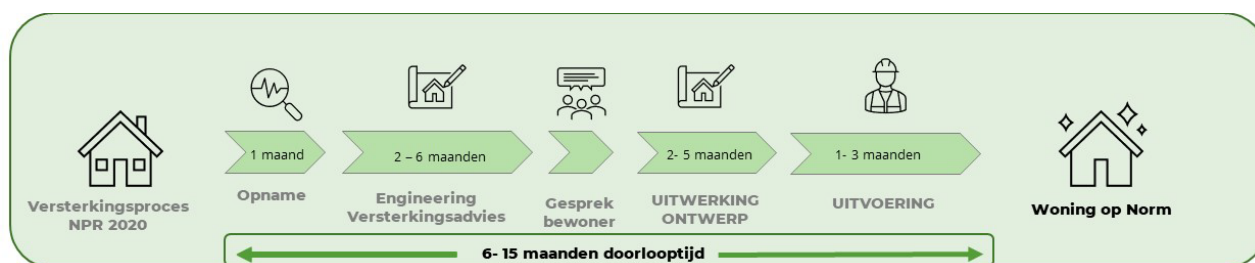 1 maand
2 – 6 maanden
2- 5 maanden
1- 3 maanden
Opname
Engineering
Versterkingsadvies
Gesprek
bewoner
UITWERKING
ONTWERP
UITVOERING
Versterkingsproces
NPR 2020
Woning op Norm
6- 15 maanden doorlooptijd